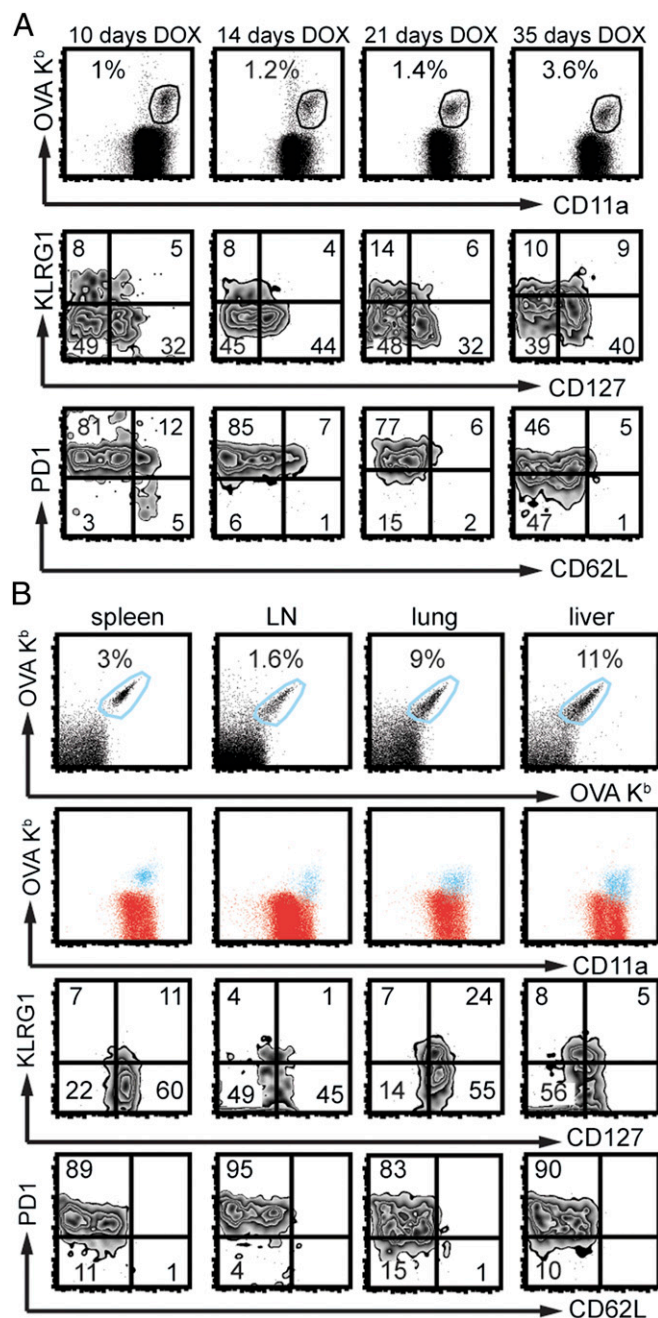 A
10 days DOX 14 days DOX 21 days DOX 35 days DOX
OVA Kᵇ
1% 1.2% 1.4% 3.6%
CD11a
KLRG1
8 5 8 4 14 6 10 9
49 32 45 44 48 32 39 40
CD127
PD1
81 12 85 7 77 6 46 5
3 5 6 1 15 2 47 1
CD62L
B
spleen LN lung liver
OVA Kᵇ
3% 1.6% 9% 11%
OVA Kᵇ
OVA Kᵇ
CD11a
KLRG1
7 11 4 1 7 24 8 5
22 60 49 45 14 55 56
CD127
PD1
89 95 83 90
11 1 4 15 1 10
CD62L